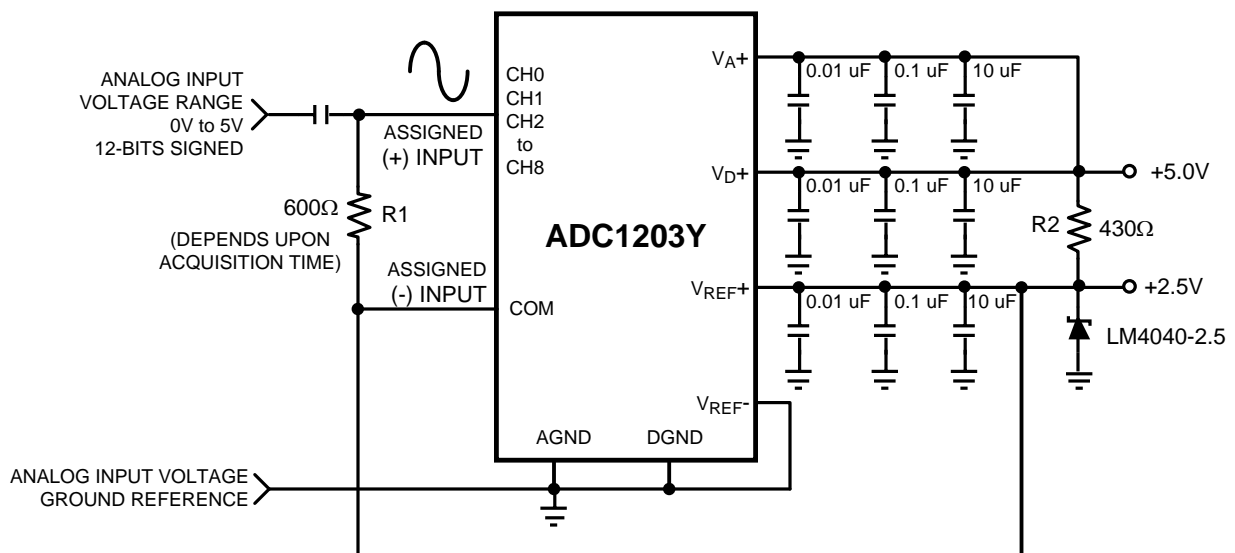 ANALOG INPUT
VOLTAGE RANGE
0V to 5V
12-BITS SIGNED
ASSIGNED
(+) INPUT
600Ω
R1
(DEPENDS UPON
ACQUISITION TIME)
ASSIGNED
(-) INPUT
CH0
CH1
CH2
to
CH8
COM
ADC1203Y
VA+
VD+
VREF+
VREF-
AGND
DGND
0.01 uF
0.1 uF
10 uF
0.01 uF
0.1 uF
10 uF
0.01 uF
0.1 uF
10 uF
+5.0V
R2
430Ω
+2.5V
LM4040-2.5
ANALOG INPUT VOLTAGE
GROUND REFERENCE